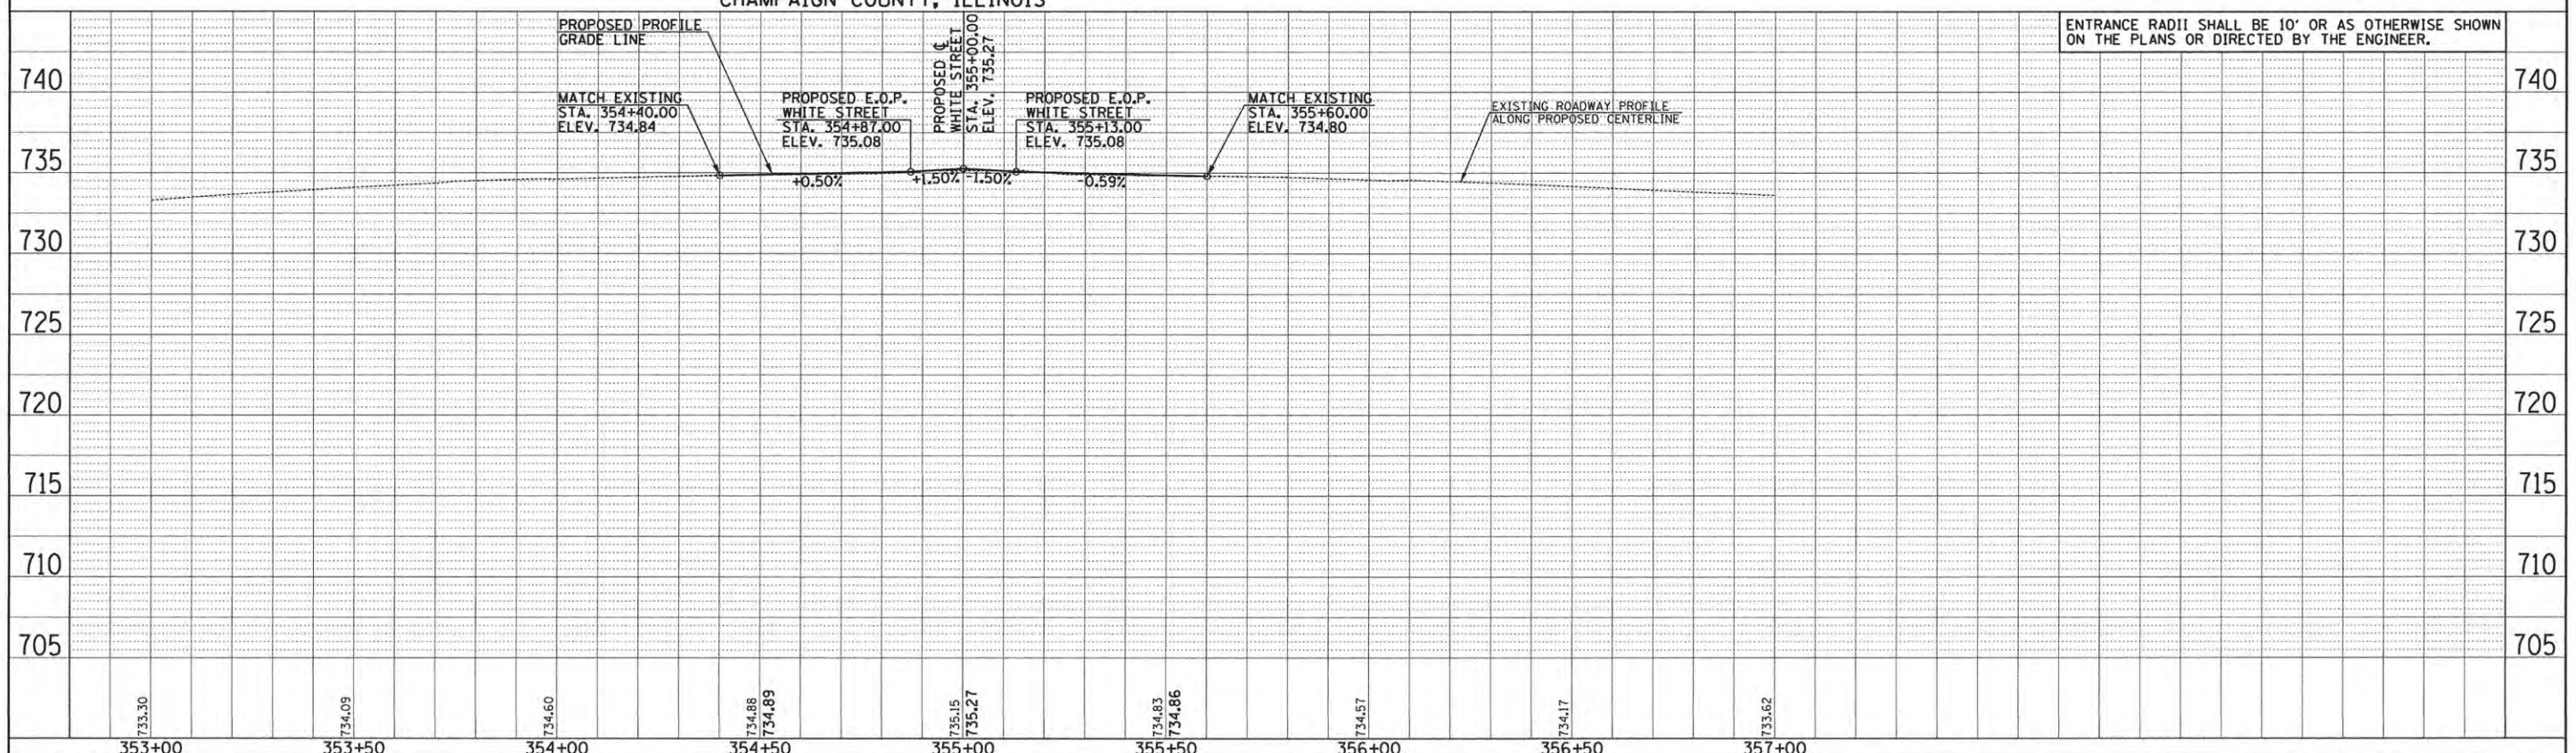 CHAMPAIGN COUNTY, ILLINOIS
PROPOSED PROFILE
GRADE LINE
PROPOSED ℄
WHITE STREET
STA. 355+00.00
ELEV. 735.27
ENTRANCE RADII SHALL BE 10' OR AS OTHERWISE SHOWN
ON THE PLANS OR DIRECTED BY THE ENGINEER.
MATCH EXISTING
STA. 354+40.00
ELEV. 734.84
PROPOSED E.O.P.
WHITE STREET
STA. 354+87.00
ELEV. 735.08
PROPOSED E.O.P.
WHITE STREET
STA. 355+13.00
ELEV. 735.08
MATCH EXISTING
STA. 355+60.00
ELEV. 734.80
EXISTING ROADWAY PROFILE
ALONG PROPOSED CENTERLINE
+0.50% +1.50% -1.50% -0.59%
740 740
735 735
730 730
725 725
720 720
715 715
710 710
705 705
733.30
734.09
734.60
734.88
734.89
735.15
735.27
734.83
734.86
734.57
734.17
733.62
353+00 353+50 354+00 354+50 355+00 355+50 356+00 356+50 357+00